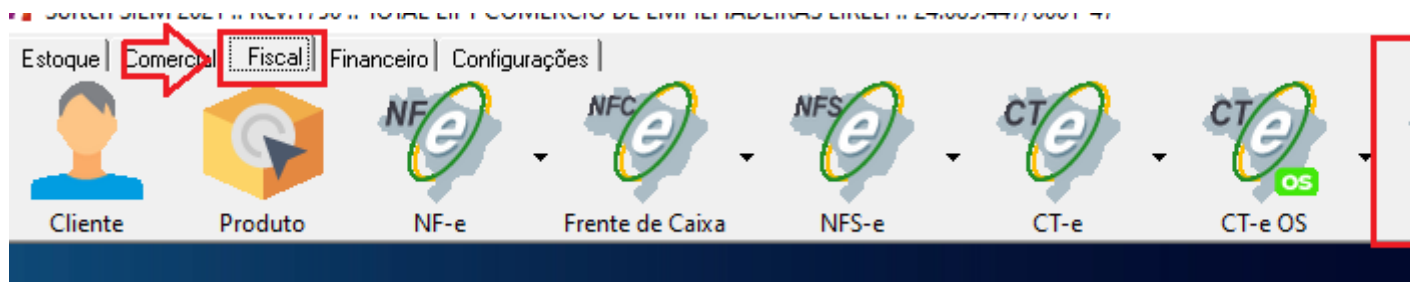 Estoque Comercial Fiscal Financeiro Configurações
NF NFC NFS CT CT
e e e e e
OS
Cliente Produto NF-e Frente de Caixa NFS-e CT-e CT-e OS